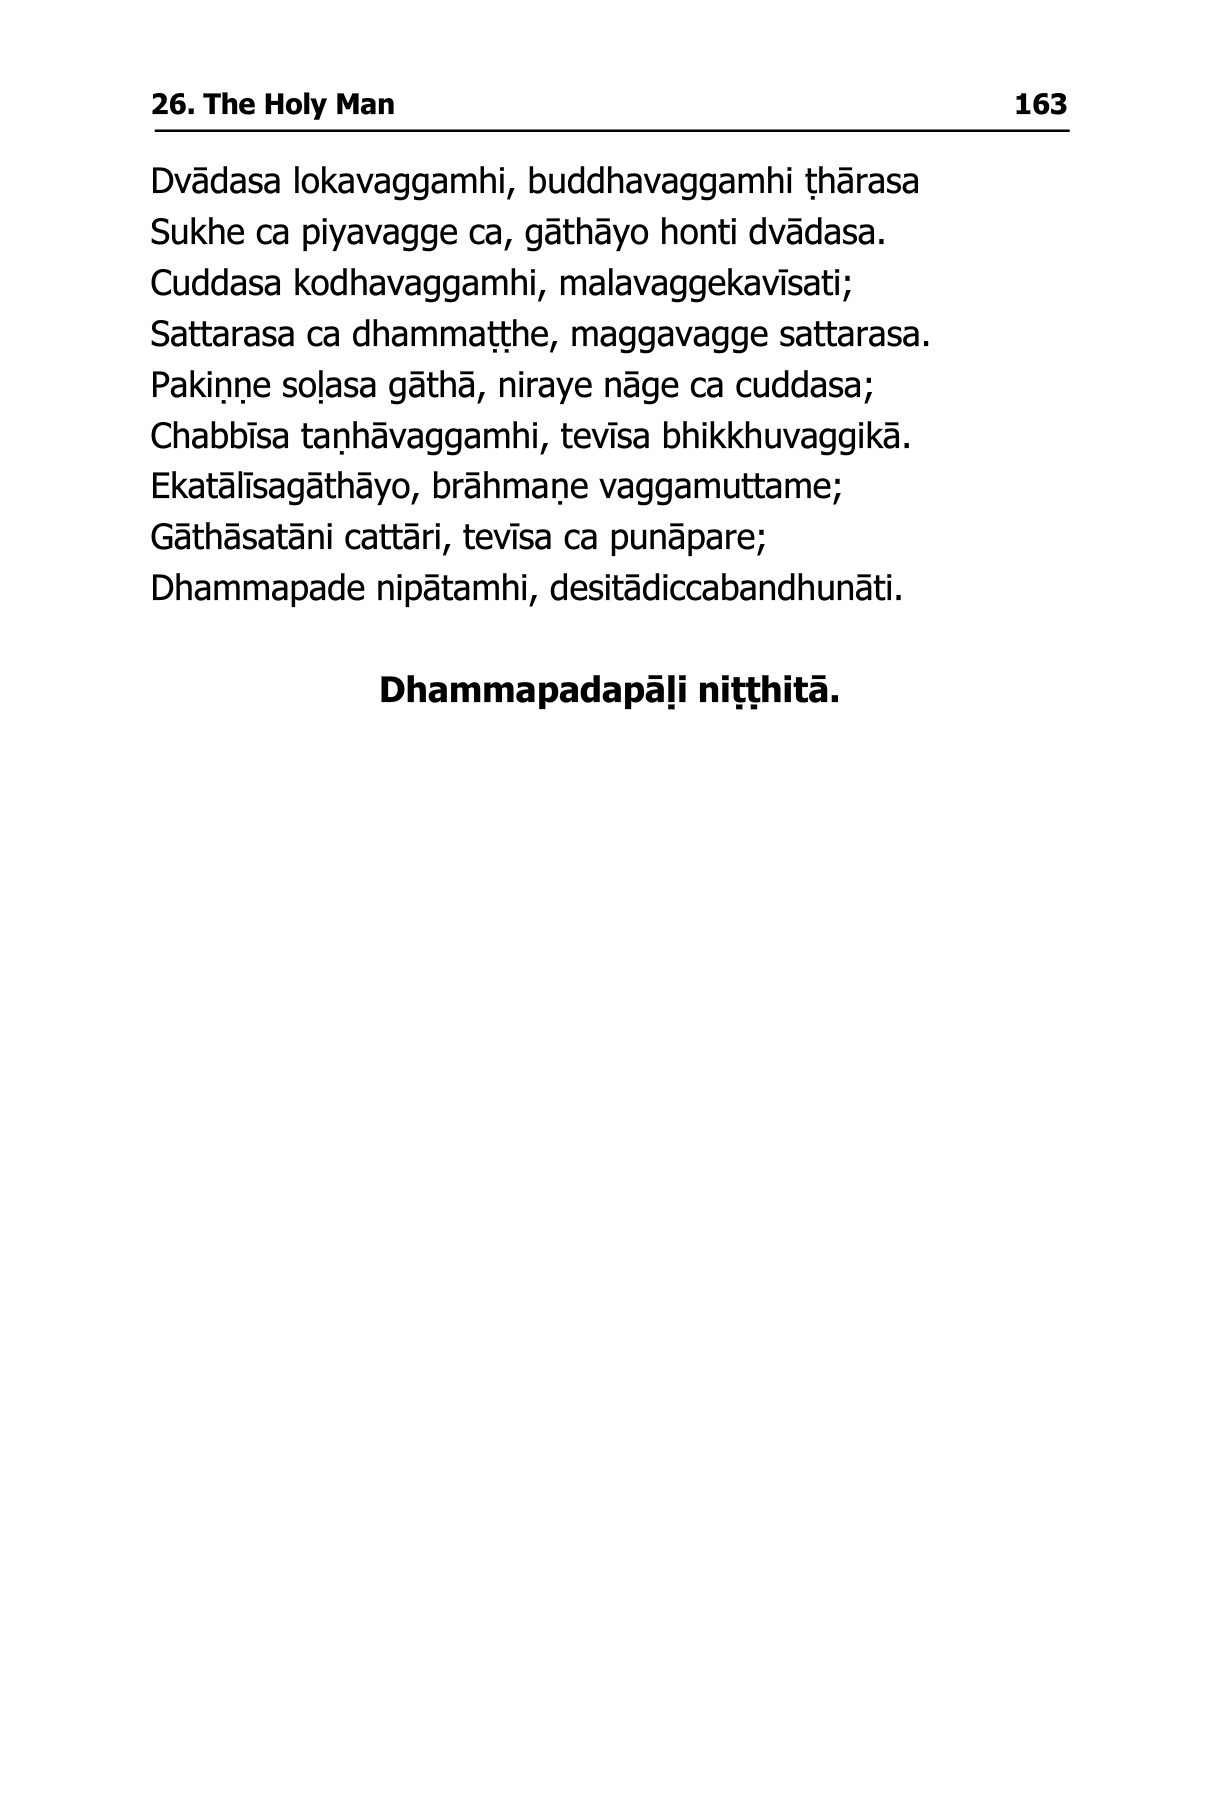 26. The Holy Man 163
Dvādasa lokavaggamhi, buddhavaggamhi ṭhārasa
Sukhe ca piyavagge ca, gāthāyo honti dvādasa.
Cuddasa kodhavaggamhi, malavaggekavīsati;
Sattarasa ca dhammaṭṭhe, maggavagge sattarasa.
Pakiṇṇe soḷasa gāthā, niraye nāge ca cuddasa;
Chabbīsa taṇhāvaggamhi, tevīsa bhikkhuvaggikā.
Ekatālīsagāthāyo, brāhmaṇe vaggamuttame;
Gāthāsatāni cattāri, tevīsa ca punāpare;
Dhammapade nipātamhi, desitādiccabandhunāti.
Dhammapadapāḷi niṭṭhitā.